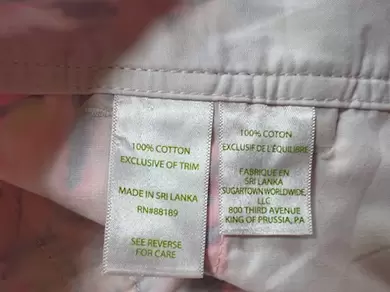 100% COTTON
EXCLUSIVE OF TRIM
MADE IN SRI LANKA
RN#88189
SEE REVERSE
FOR CARE
100% COTON
EXCLUSIF DE L'ÉQUILIBRE
FABRIQUE EN
SRI LANKA
SUGARTOWN WORLDWIDE,
LLC
800 THIRD AVENUE
KING OF PRUSSIA, PA